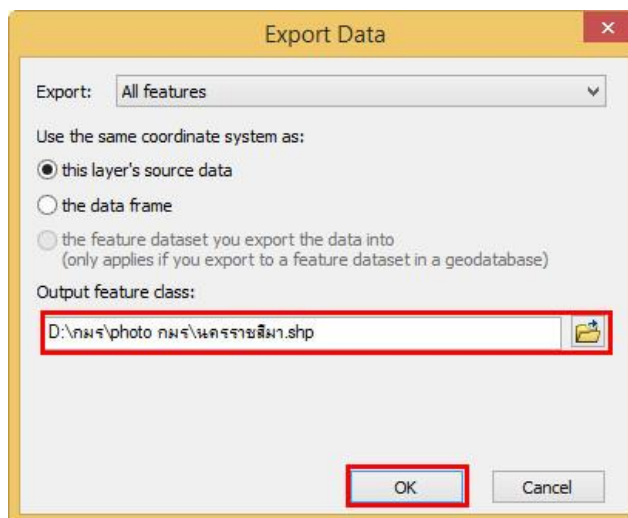 Export Data
Export: All features
Use the same coordinate system as:
this layer's source data
the data frame
the feature dataset you export the data into
(only applies if you export to a feature dataset in a geodatabase)
Output feature class:
D:\กมร\photo กมร\นครราชสีมา.shp
OK Cancel